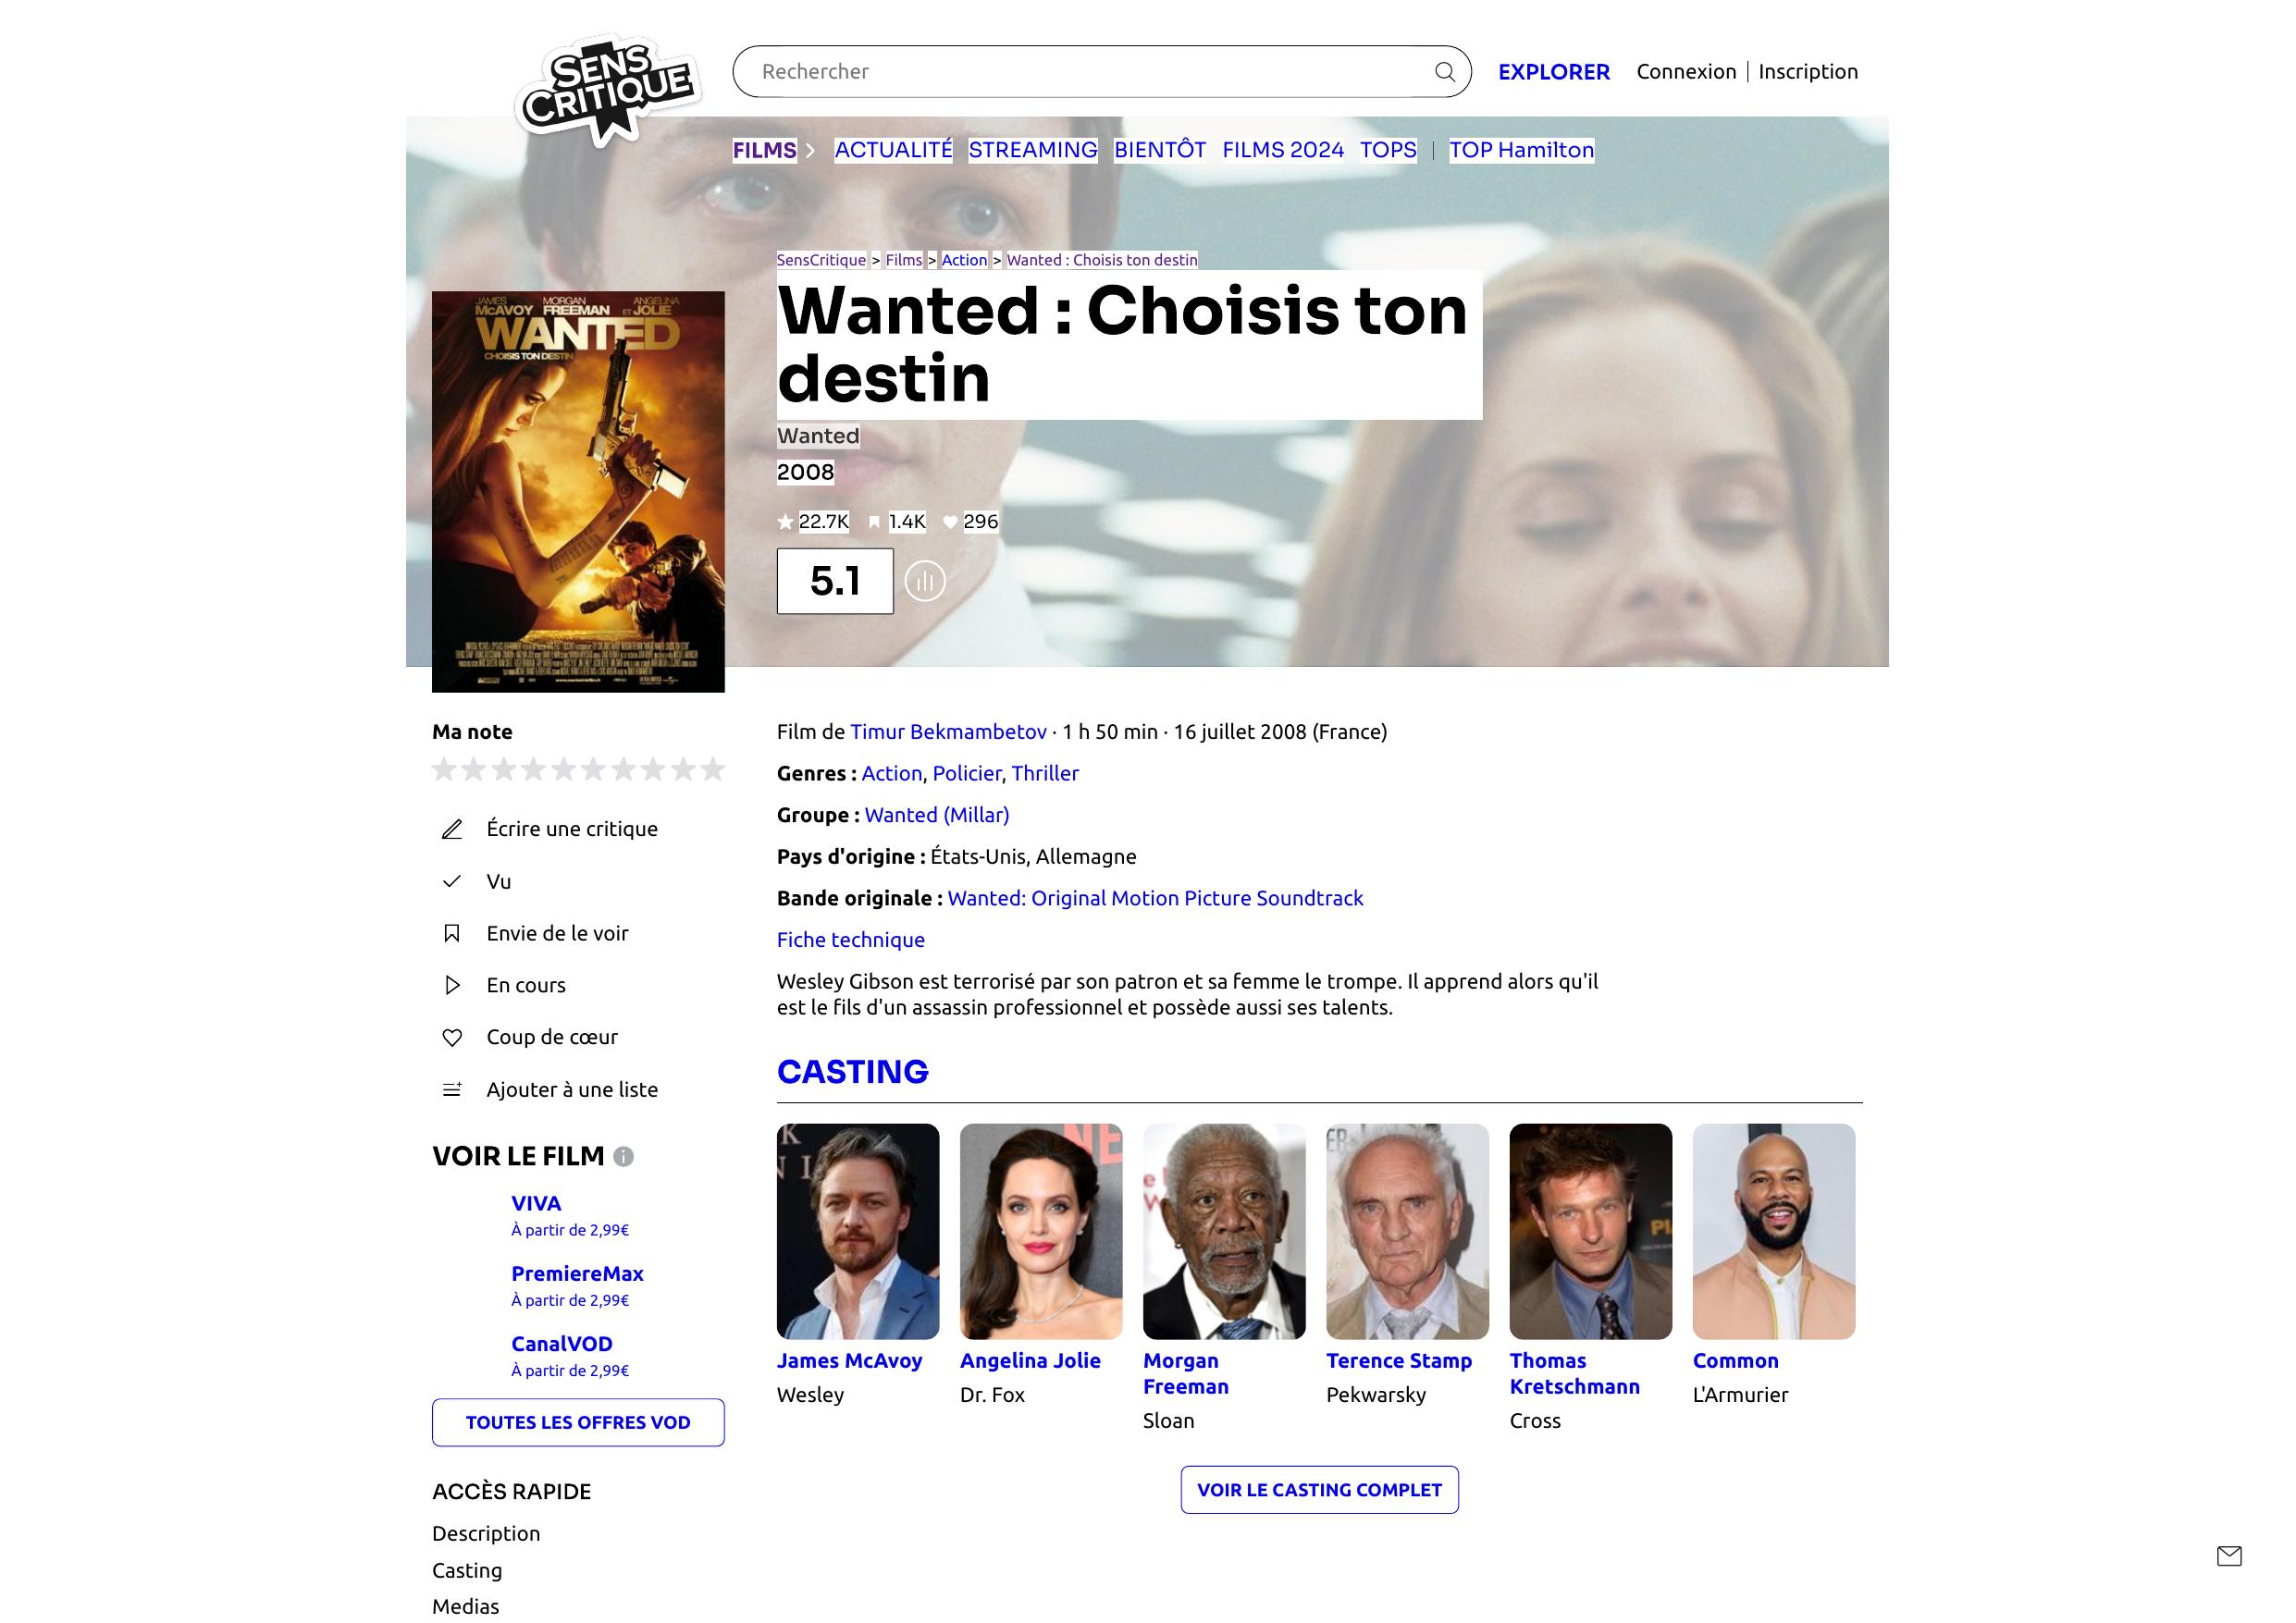 SENS
CRITIQUE
Rechercher
EXPLORER
Connexion | Inscription
FILMS
ACTUALITÉ
STREAMING
BIENTÔT
FILMS 2024
TOPS
TOP Hamilton
SensCritique > Films > Action > Wanted : Choisis ton destin
Wanted : Choisis ton
destin
Wanted
2008
22.7K
1.4K
296
5.1
JAMES McAVOY
MORGAN FREEMAN
ET ANGELINA JOLIE
WANTED
CHOISIS TON DESTIN
Ma note
Écrire une critique
Vu
Envie de le voir
En cours
Coup de cœur
Ajouter à une liste
VOIR LE FILM
VIVA
À partir de 2,99€
PremiereMax
À partir de 2,99€
CanalVOD
À partir de 2,99€
TOUTES LES OFFRES VOD
ACCÈS RAPIDE
Description
Casting
Medias
Film de Timur Bekmambetov · 1 h 50 min · 16 juillet 2008 (France)
Genres : Action, Policier, Thriller
Groupe : Wanted (Millar)
Pays d'origine : États-Unis, Allemagne
Bande originale : Wanted: Original Motion Picture Soundtrack
Fiche technique
Wesley Gibson est terrorisé par son patron et sa femme le trompe. Il apprend alors qu'il
est le fils d'un assassin professionnel et possède aussi ses talents.
CASTING
James McAvoy
Wesley
Angelina Jolie
Dr. Fox
Morgan
Freeman
Sloan
Terence Stamp
Pekwarsky
Thomas
Kretschmann
Cross
Common
L'Armurier
VOIR LE CASTING COMPLET